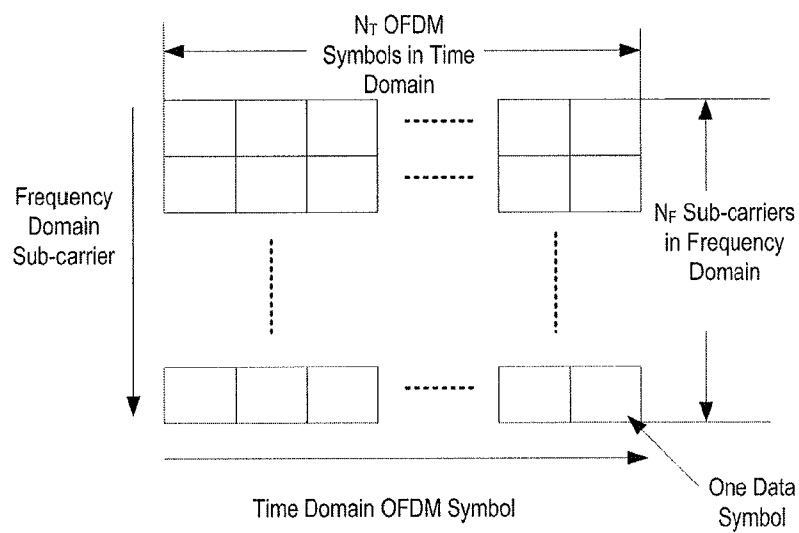 N_T OFDM
Symbols in Time
Domain
Frequency
Domain
Sub-carrier
N_F Sub-carriers
in Frequency
Domain
Time Domain OFDM Symbol
One Data
Symbol